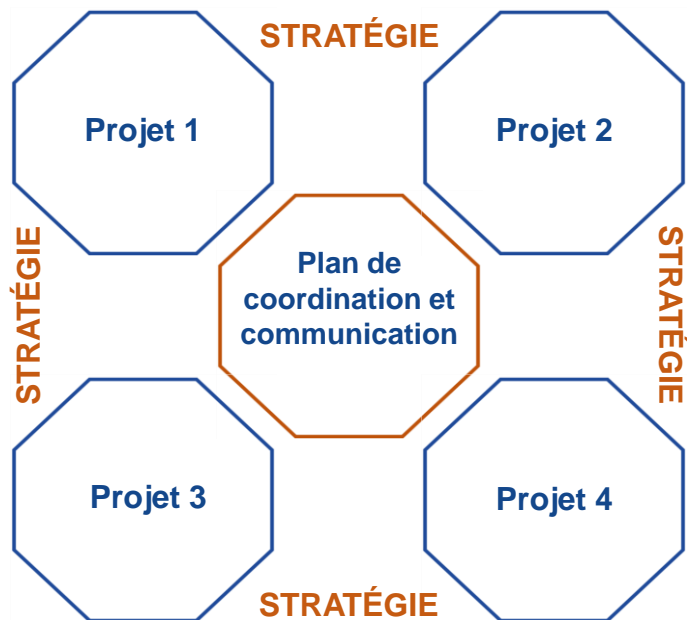 STRATÉGIE
Projet 1
Projet 2
STRATÉGIE
Plan de
coordination et
communication
STRATÉGIE
Projet 3
Projet 4
STRATÉGIE